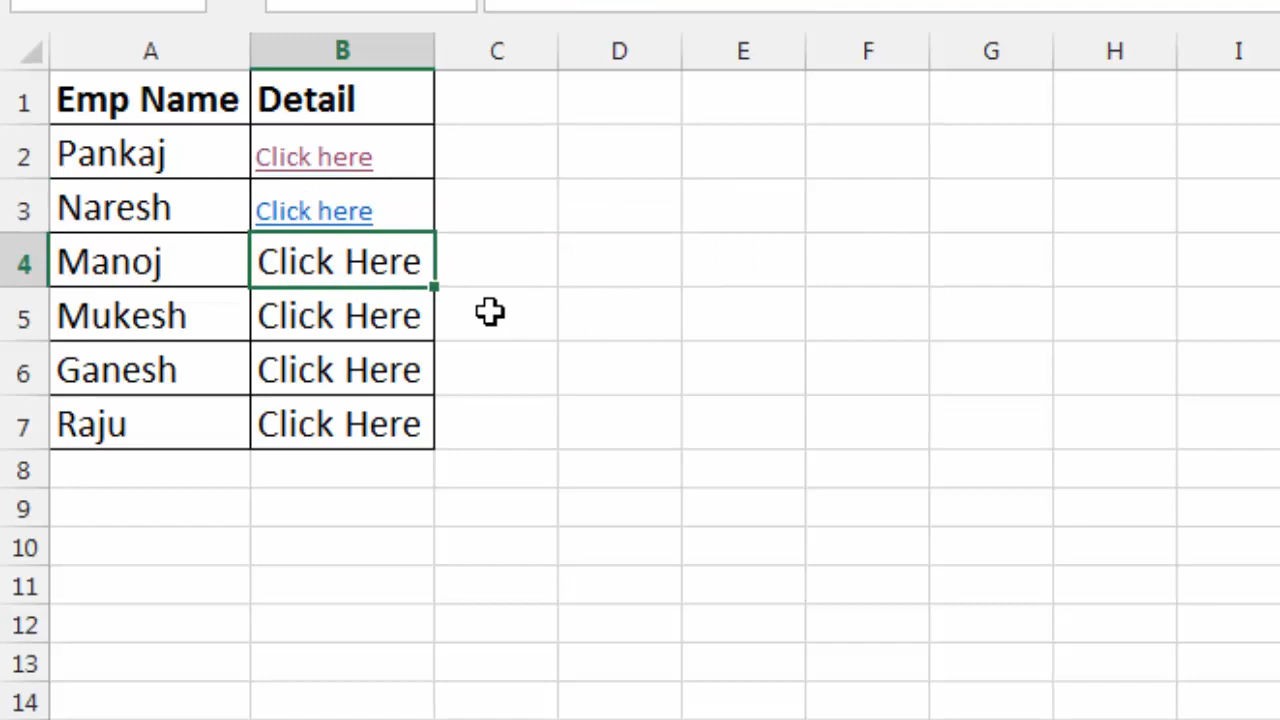 A B C D E F G H I
1 Emp Name Detail
2 Pankaj Click here
3 Naresh Click here
4 Manoj Click Here
5 Mukesh Click Here
6 Ganesh Click Here
7 Raju Click Here
8
9
10
11
12
13
14